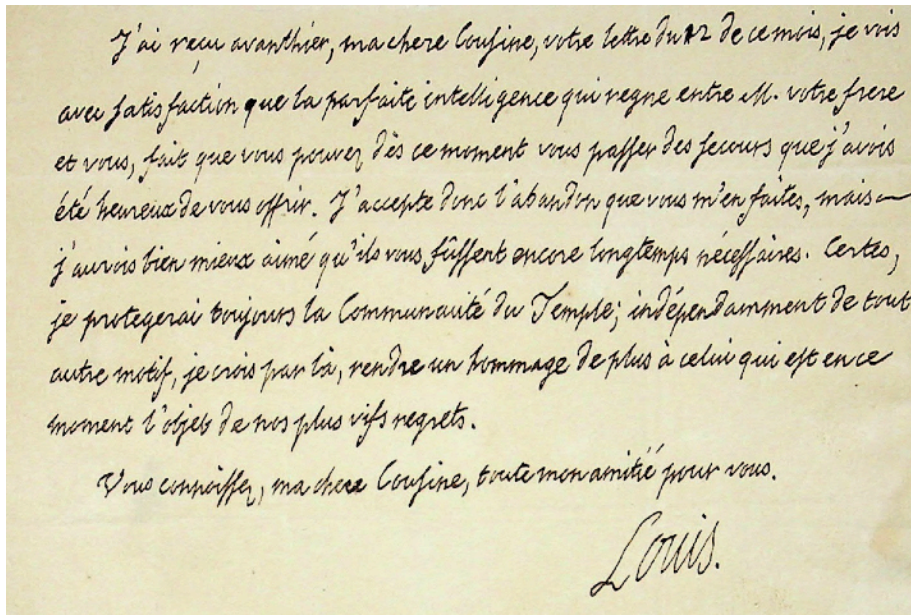 J'ai reçu avanthier, ma chere Cousine, votre lettre du 12 de ce mois, je vois
avec satisfaction que la parfaite intelligence qui regne entre M. votre frere
et vous, fait que vous pouvez dès ce moment vous passer des secours que j'avois
été heureux de vous offrir. J'accepte donc l'abandon que vous m'en faites, mais
j'aurois bien mieux aimé qu'ils vous fûssent encore longtemps nécessaires. Certes,
je protegerai toujours la Communauté du Temple; indépendamment de tout
autre motif, je crois par là, rendre un hommage de plus à celui qui est en ce
moment l'objet de nos plus vifs regrets.
Vous connoissez, ma chere Cousine, toute mon amitié pour vous.
Louis.